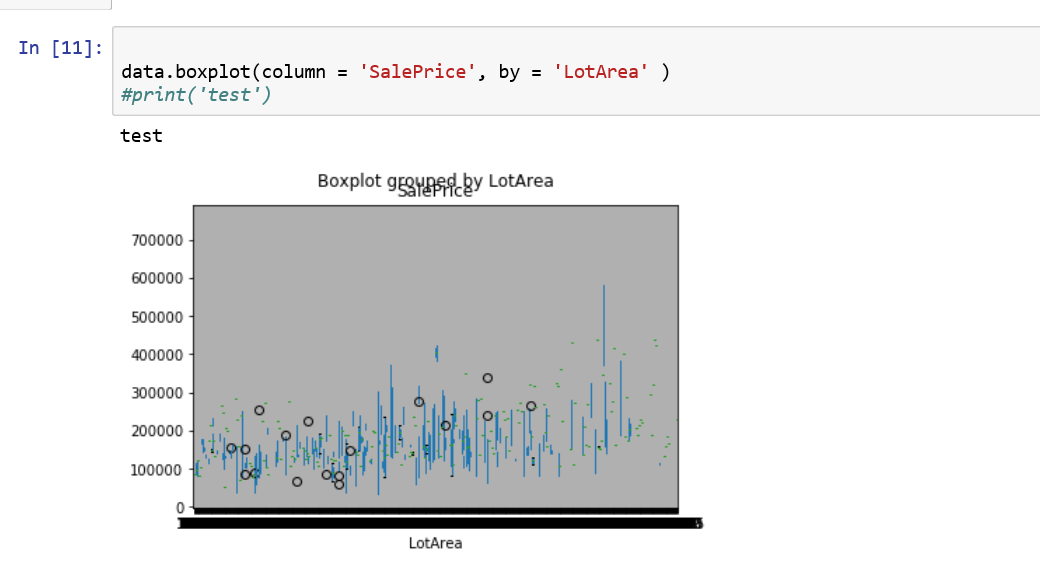 In [11]:
data.boxplot(column = 'SalePrice', by = 'LotArea' )
#print('test')
test
Boxplot grouped by LotArea
SalePrice
700000
600000
500000
400000
300000
200000
100000
0
LotArea